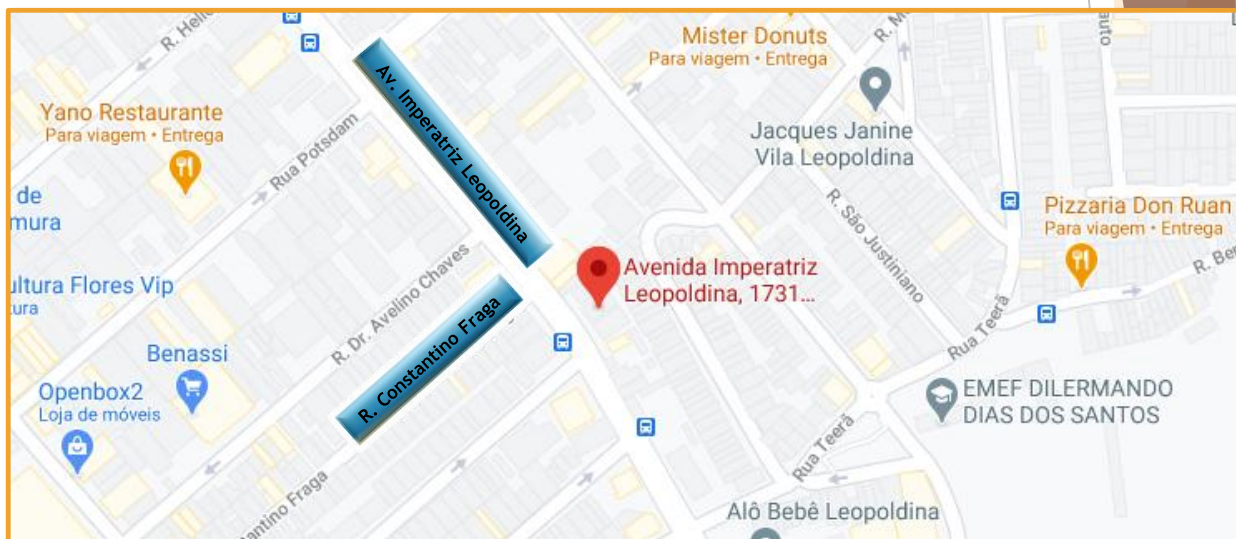 R. Helio
Mister Donuts
Para viagem • Entrega
Av. Imperatriz Leopoldina
Yano Restaurante
Para viagem • Entrega
Rua Potsdam
Jacques Janine
Vila Leopoldina
de
mura
R. São Justiniano
Pizzaria Don Ruan
Para viagem • Entrega
R. Ber
Avenida Imperatriz
Leopoldina, 1731...
ultura Flores Vip
tura
R. Dr. Avelino Chaves
R. Constantino Fraga
Rua Teerã
Benassi
Openbox2
Loja de móveis
EMEF DILERMANDO
DIAS DOS SANTOS
Rua Teerã
antino Fraga
Alô Bebê Leopoldina